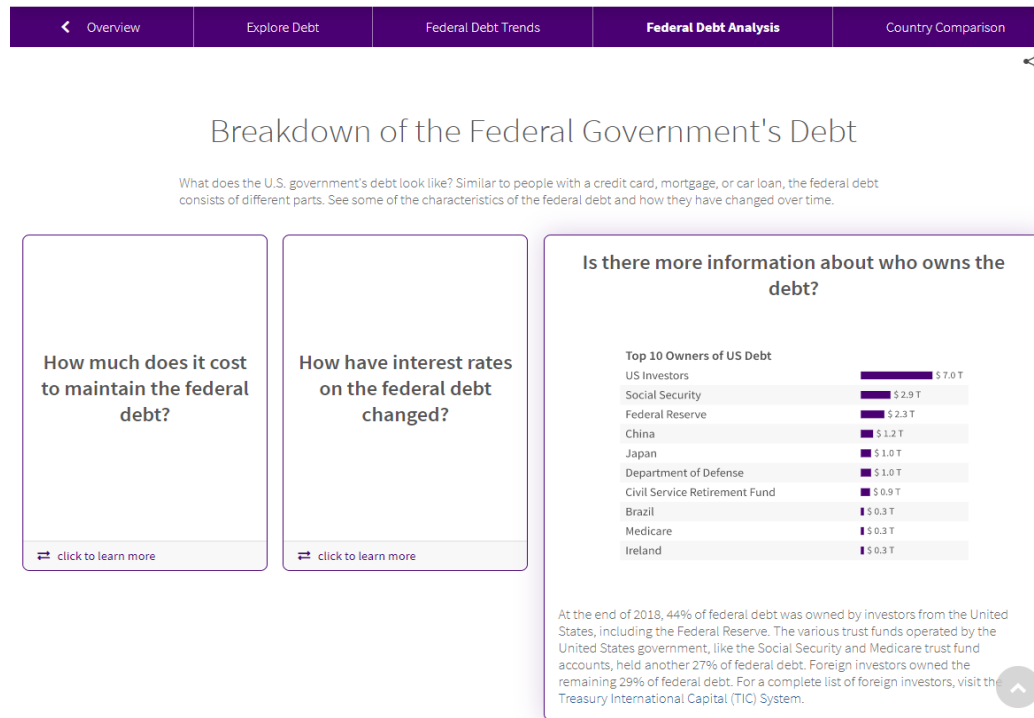 Overview
Explore Debt
Federal Debt Trends
Federal Debt Analysis
Country Comparison
Breakdown of the Federal Government's Debt
What does the U.S. government's debt look like? Similar to people with a credit card, mortgage, or car loan, the federal debt
consists of different parts. See some of the characteristics of the federal debt and how they have changed over time.
How much does it cost
to maintain the federal
debt?
click to learn more
How have interest rates
on the federal debt
changed?
click to learn more
Is there more information about who owns the
debt?
Top 10 Owners of US Debt
US Investors $ 7.0 T
Social Security $ 2.9 T
Federal Reserve $ 2.3 T
China $ 1.2 T
Japan $ 1.0 T
Department of Defense $ 1.0 T
Civil Service Retirement Fund $ 0.9 T
Brazil $ 0.3 T
Medicare $ 0.3 T
Ireland $ 0.3 T
At the end of 2018, 44% of federal debt was owned by investors from the United
States, including the Federal Reserve. The various trust funds operated by the
United States government, like the Social Security and Medicare trust fund
accounts, held another 27% of federal debt. Foreign investors owned the
remaining 29% of federal debt. For a complete list of foreign investors, visit the
Treasury International Capital (TIC) System.